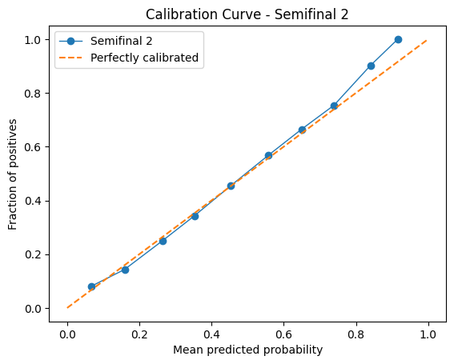 Calibration Curve - Semifinal 2
Semifinal 2
Perfectly calibrated
1.0
0.8
0.6
0.4
0.2
0.0
Fraction of positives
0.0 0.2 0.4 0.6 0.8 1.0
Mean predicted probability